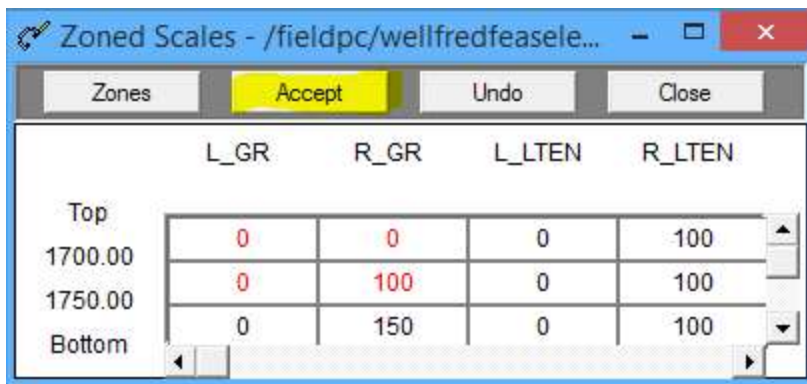 Zoned Scales - /fieldpc/wellfredfeasele...
Zones Accept Undo Close
L_GR R_GR L_LTEN R_LTEN
Top
0 0 0 100
1700.00
0 100 0 100
1750.00
0 150 0 100
Bottom